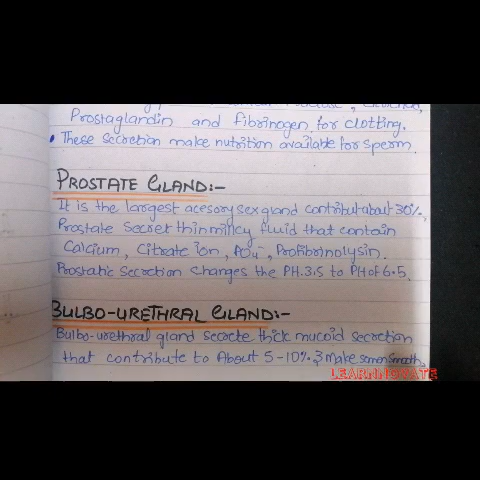 Prostaglandin and fibrinogen for clotting.
• These secretion make nutrition available for sperm.
PROSTATE GLAND:-
It is the largest acesory sex gland contribut about 30%,
Prostate Secret thin milky fluid that contain
Calcium, Citrate ion, PO4-, Profibrinolysin.
Prostatic Secretion changes the PH.3.5 to PH of 6.5.
BULBO-URETHRAL GLAND:-
Bulbo-urethral gland secrete thick mucoid secretion
that contribute to About 5-10% & Make semen smooth.
LEARNNOVATE